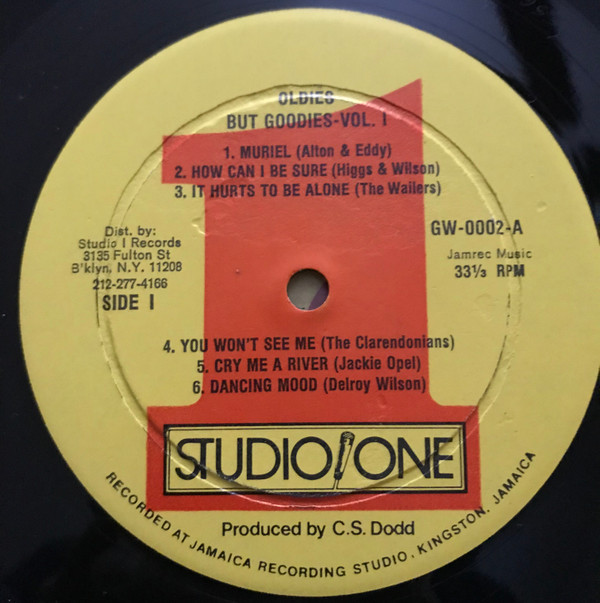 OLDIES
BUT GOODIES-VOL. I
1. MURIEL (Alton & Eddy)
2. HOW CAN I BE SURE (Higgs & Wilson)
3. IT HURTS TO BE ALONE (The Wailers)
Dist. by:
Studio I Records
3135 Fulton St
B'klyn, N.Y. 11208
212-277-4166
SIDE I
GW-0002-A
Jamrec Music
33⅓ RPM
4. YOU WON'T SEE ME (The Clarendonians)
5. CRY ME A RIVER (Jackie Opel)
6. DANCING MOOD (Delroy Wilson)
1
STUDIO ONE
Produced by C.S. Dodd
RECORDED AT JAMAICA RECORDING STUDIO, KINGSTON, JAMAICA